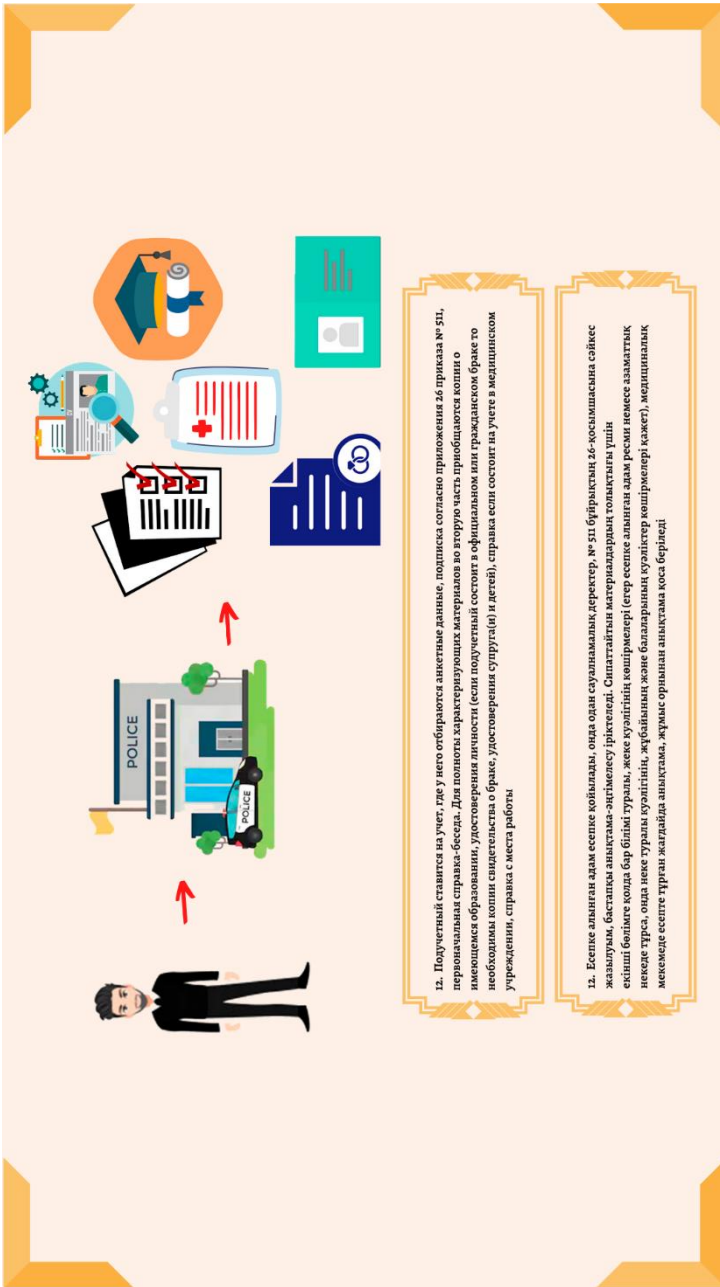 POLICE
POLICE
12. Подучетный ставится на учет, где у него отбираются анкетные данные, подписка согласно приложения 26 приказа № 511,
первоначальная справка-беседа. Для полноты характеризующих материалов во вторую часть приобщаются копии о
имеющемся образовании, удостоверения личности (если подучетный состоит в официальном или гражданском браке то
необходимы копии свидетельства о браке, удостоверения супруга(и) и детей), справка если состоит на учете в медицинском
учреждении, справка с места работы
12. Есепке алынған адам есепке қойылады, онда одан сауалнамалық деректер, № 511 бұйрықтың 26-қосымшасына сәйкес
жазылуым, бастапқы анықтама-әңгімелесу іріктеледі. Сипаттайтын материалдардың толықтығы үшін
екінші бөлімге қолда бар білімі туралы, жеке куәлігінің көшірмелері (егер есепке алынған адам ресми немесе азаматтық
некеде тұрса, онда неке туралы куәлігінің, жұбайының және балаларының куәліктер көшірмелері қажет), медициналық
мекемеде есепте тұрған жағдайда анықтама, жұмыс орнынан анықтама қоса беріледі